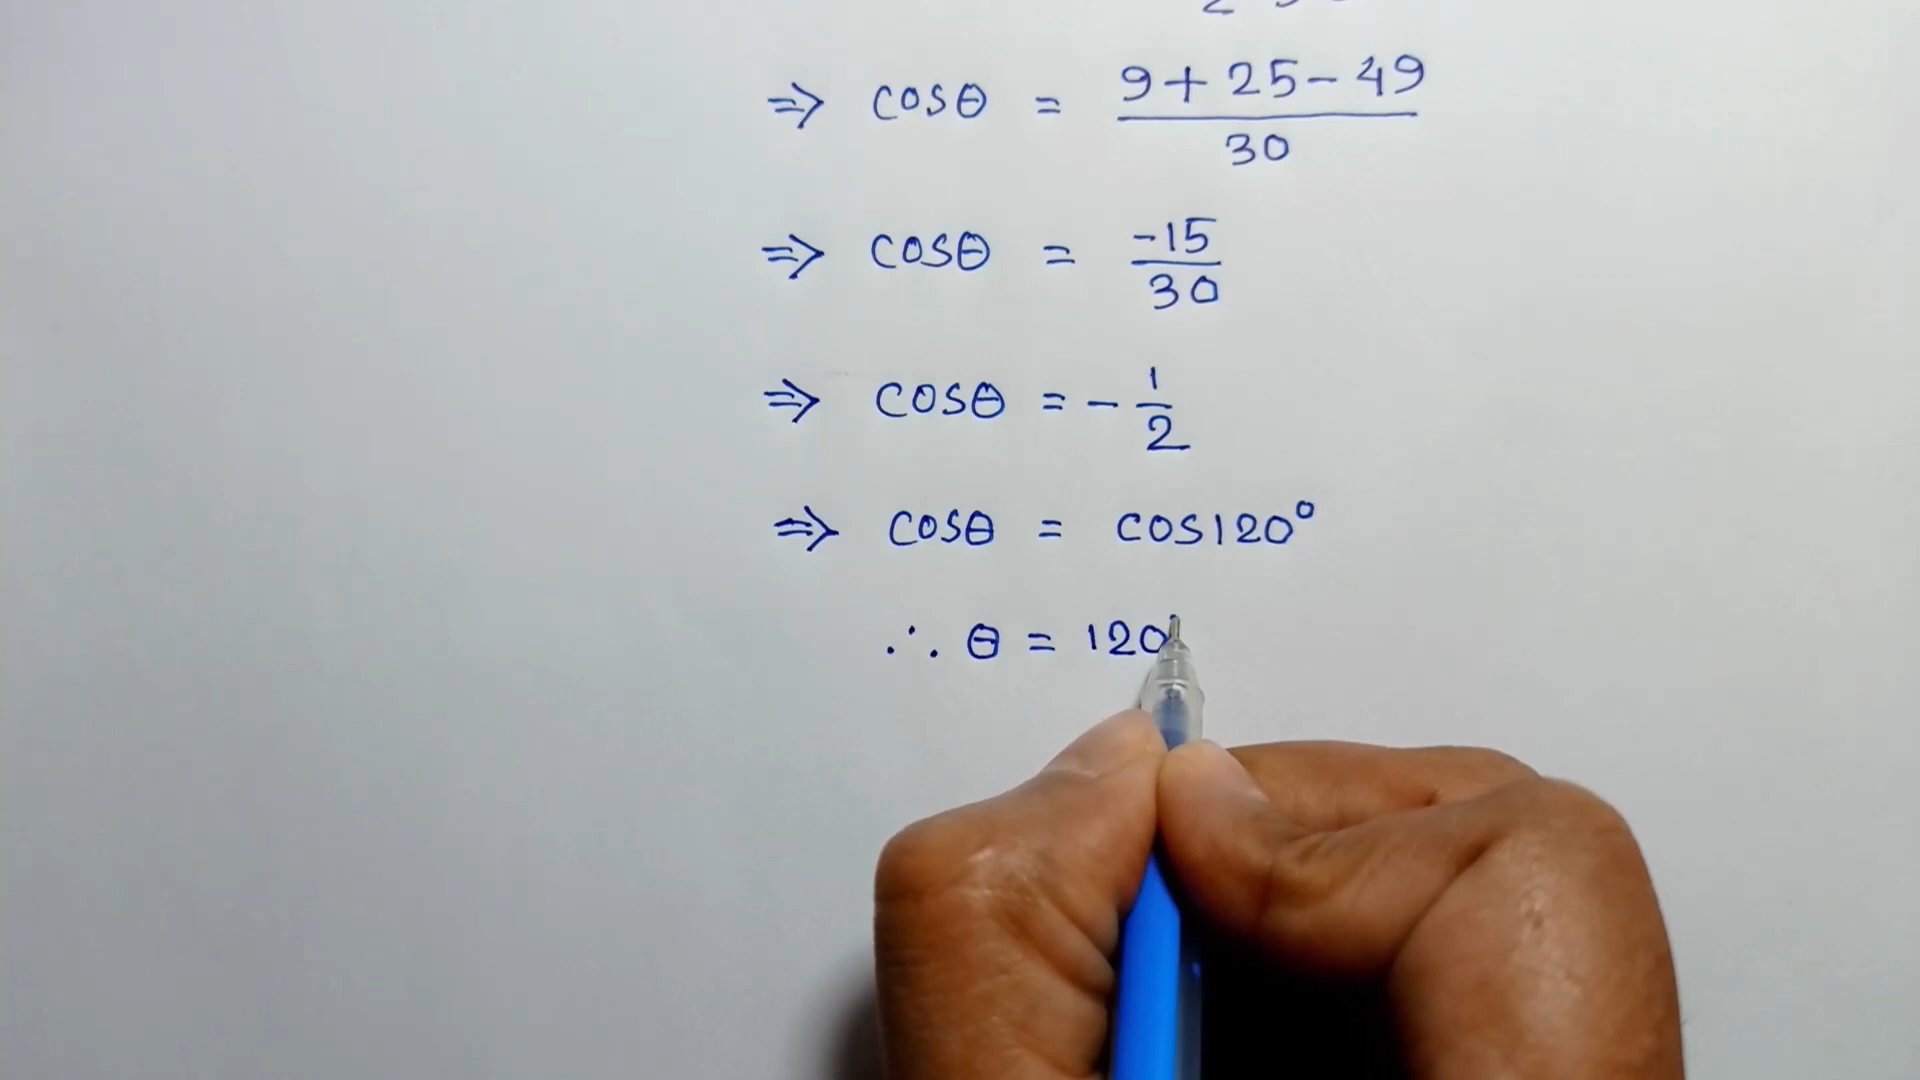 ⇒ cosθ = 9+25-49/30
⇒ cosθ = -15/30
⇒ cosθ = -1/2
⇒ cosθ = cos120°
∴ θ = 120